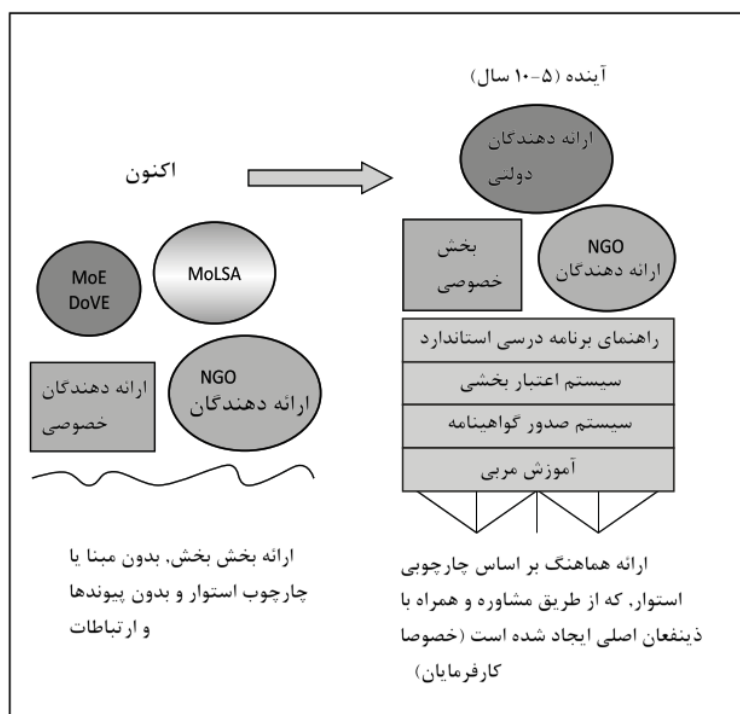 آینده (۵-۱۰ سال)
ارائه دهندگان
دولتی
اکنون
NGO
ارائه دهندگان
بخش
خصوصی
MoLSA
MoE
DoVE
راهنمای برنامه درسی استاندارد
سیستم اعتبار بخشی
سیستم صدور گواهینامه
آموزش مربی
NGO
ارائه دهندگان
ارائه دهندگان
خصوصی
ارائه هماهنگ بر اساس چارچوبی
استوار، که از طریق مشاوره و همراه با
ذینفعان اصلی ایجاد شده است (خصوصا
کارفرمایان)
ارائه بخش بخش، بدون مبنا یا
چارچوب استوار و بدون پیوندها
و ارتباطات